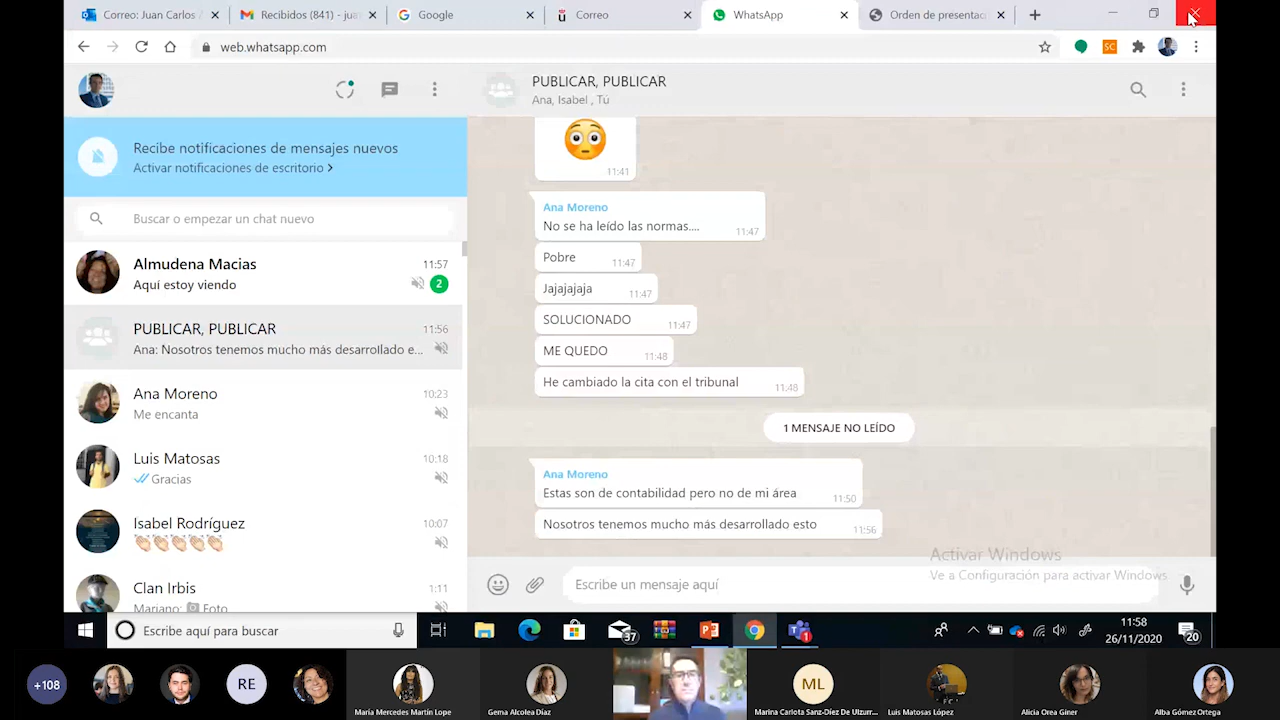 Correo: Juan Carlos /
Recibidos (841) - jua
Google
Correo
WhatsApp
Orden de presentac
web.whatsapp.com
SC
PUBLICAR, PUBLICAR
Ana, Isabel , Tú
Recibe notificaciones de mensajes nuevos
Activar notificaciones de escritorio >
Buscar o empezar un chat nuevo
Almudena Macias
11:57
Aquí estoy viendo
2
PUBLICAR, PUBLICAR
11:56
Ana: Nosotros tenemos mucho más desarrollado e...
Ana Moreno
10:23
Me encanta
Luis Matosas
10:18
Gracias
Isabel Rodríguez
10:07
Clan Irbis
1:11
Mariano: Foto
11:41
Ana Moreno
No se ha leído las normas....
11:47
Pobre
11:47
Jajajajaja
11:47
SOLUCIONADO
11:47
ME QUEDO
11:48
He cambiado la cita con el tribunal
11:48
1 MENSAJE NO LEÍDO
Ana Moreno
Estas son de contabilidad pero no de mi área
11:50
Nosotros tenemos mucho más desarrollado esto
11:56
Activar Windows
Ve a Configuración para activar Windows.
Escribe un mensaje aquí
Escribe aquí para buscar
37
1
11:58
26/11/2020
20
+108
RE
María Mercedes Martín Lope
Gema Alcolea Díaz
ML
Marina Carlota Sanz-Díez De Ulzurr...
Luis Matosas López
Alicia Orea Giner
Alba Gómez Ortega